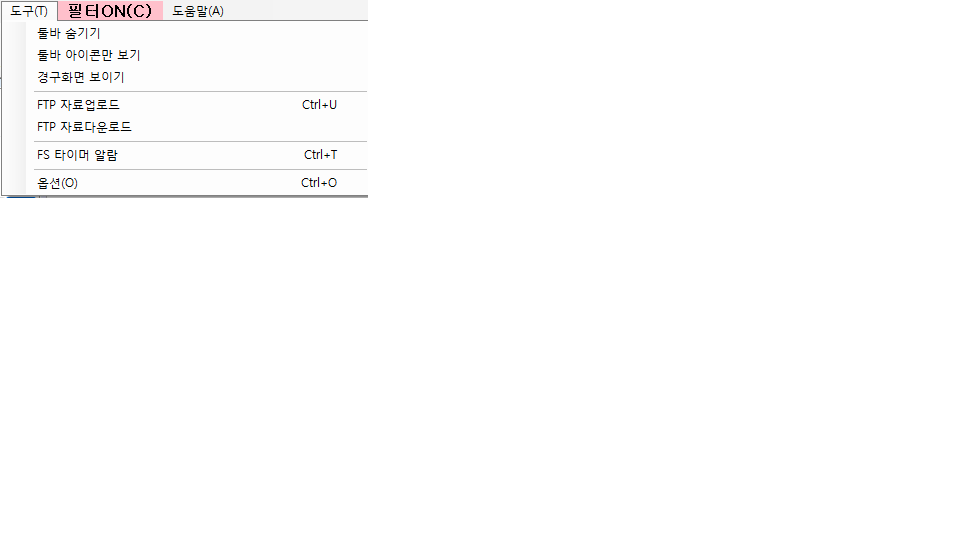 도구(T) 필터ON(C) 도움말(A)
툴바 숨기기
툴바 아이콘만 보기
경구화면 보이기
FTP 자료업로드 Ctrl+U
FTP 자료다운로드
FS 타이머 알람 Ctrl+T
옵션(O) Ctrl+O